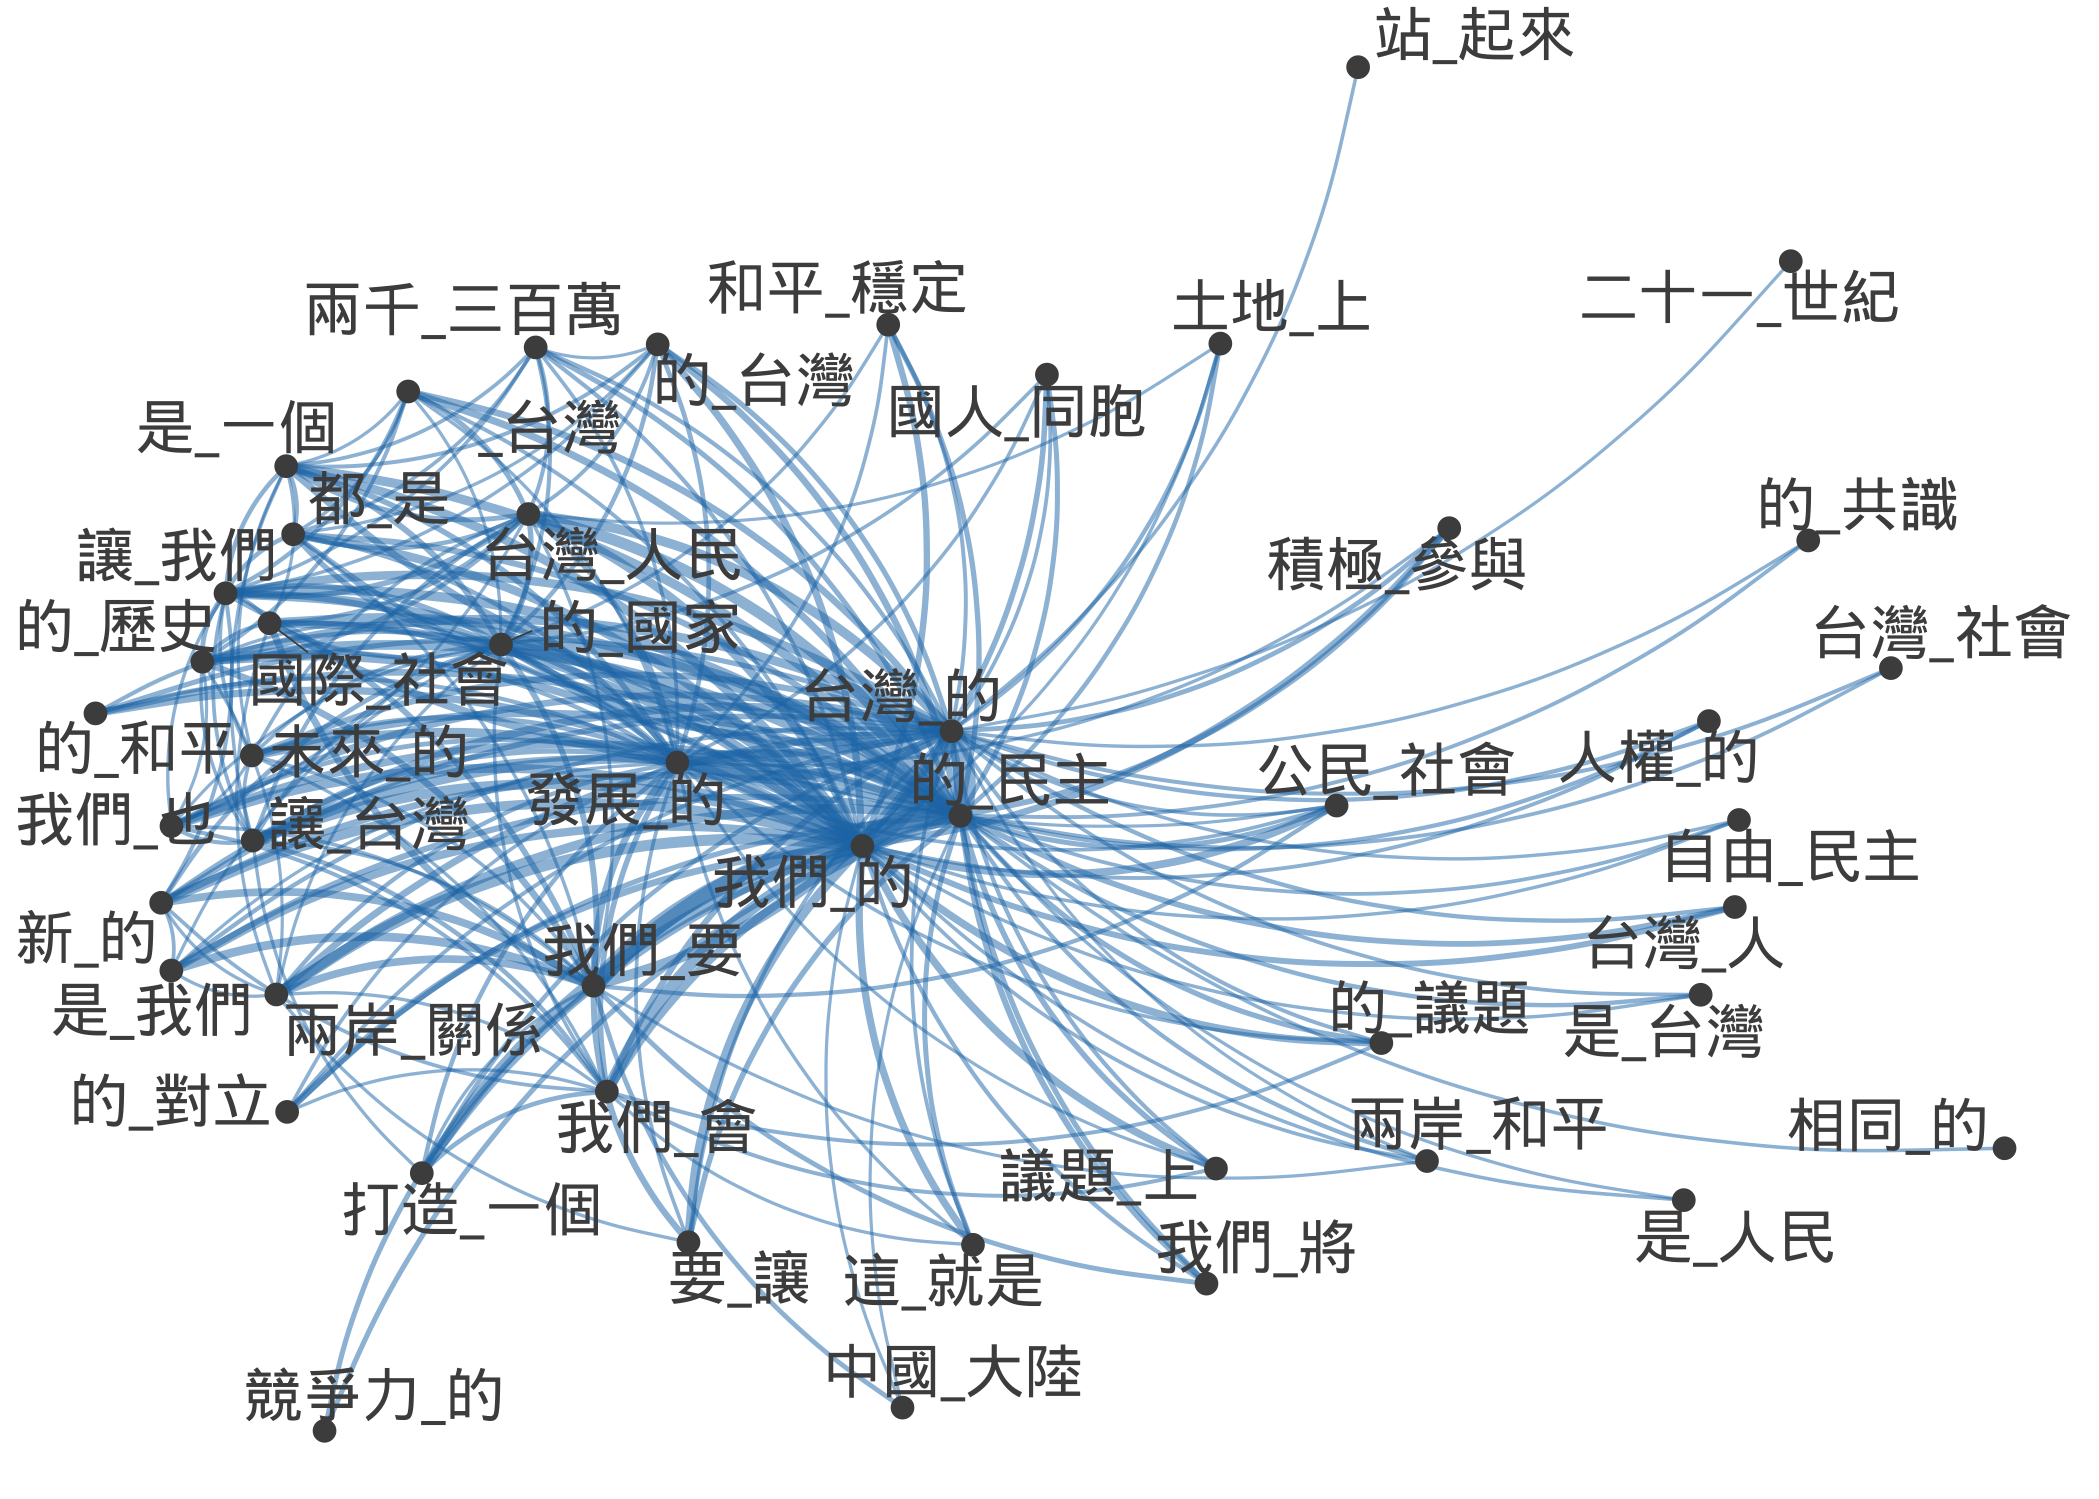 站_起來
二十一_世紀
和平_穩定
兩千_三百萬
土地_上
的_台灣
國人_同胞
是_一個
_台灣
都_是
的_共識
讓_我們
台灣_人民
積極_參與
的_歷史
的_國家
台灣_社會
國際_社會
台灣_的
的_和平
未來_的
人權_的
公民_社會
的_民主
發展_的
我們_也
讓_台灣
自由_民主
我們_的
新_的
我們_要
台灣_人
是_我們
兩岸_關係
的_議題
是_台灣
的_對立
我們_會
兩岸_和平
相同_的
議題_上
打造_一個
我們_將
是_人民
要_讓
這_就是
中國_大陸
競爭力_的